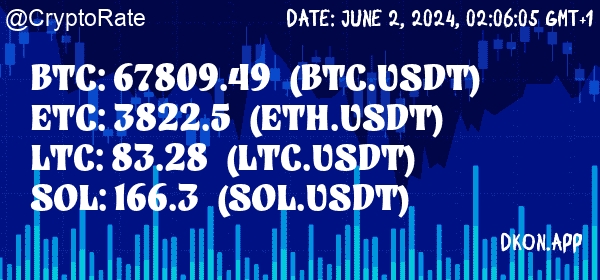 @CryptoRate
DATE: JUNE 2, 2024, 02:06:05 GMT+1
BTC: 67809.49 (BTC.USDT)
ETC: 3822.5 (ETH.USDT)
LTC: 83.28 (LTC.USDT)
SOL: 166.3 (SOL.USDT)
DKON.APP